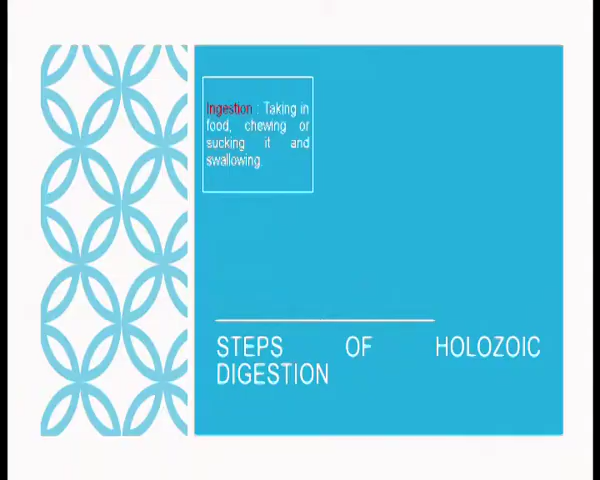 Ingestion : Taking in
food, chewing or
sucking it and
swallowing.
STEPS OF HOLOZOIC
DIGESTION